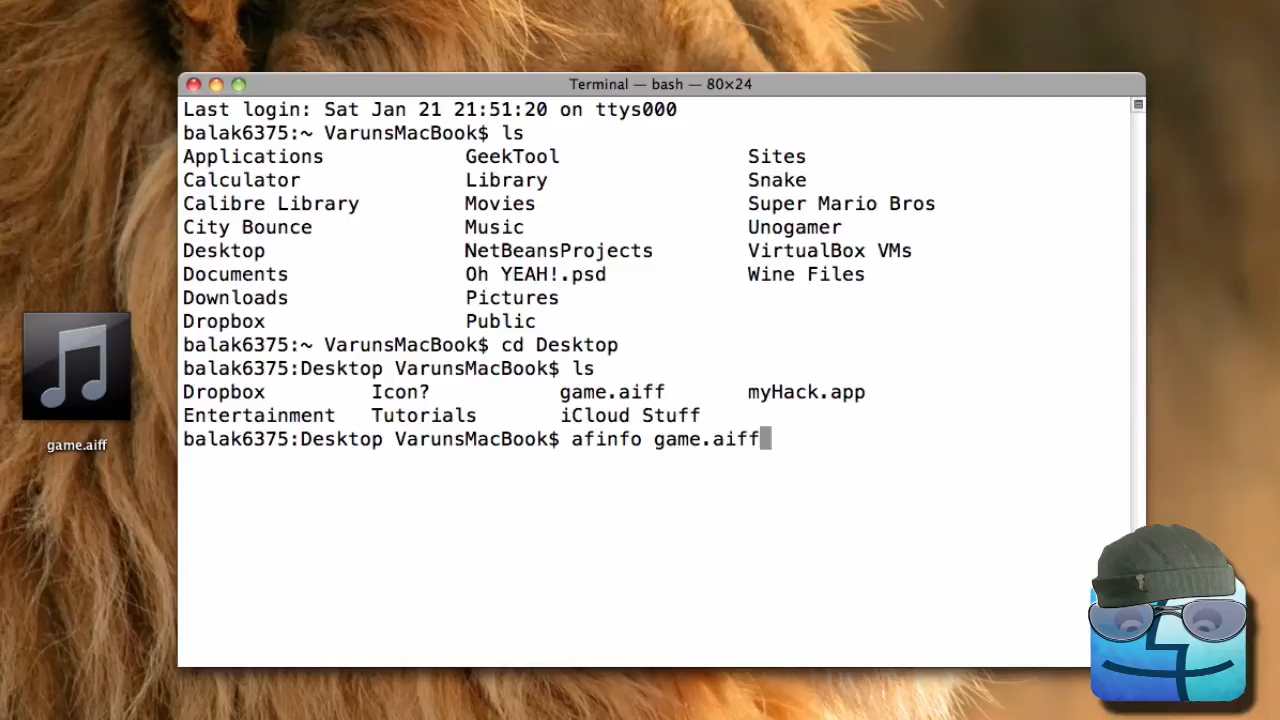 Terminal — bash — 80×24
Last login: Sat Jan 21 21:51:20 on ttys000
balak6375:~ VarunsMacBook$ ls
Applications GeekTool Sites
Calculator Library Snake
Calibre Library Movies Super Mario Bros
City Bounce Music Unogamer
Desktop NetBeansProjects VirtualBox VMs
Documents Oh YEAH!.psd Wine Files
Downloads Pictures
Dropbox Public
balak6375:~ VarunsMacBook$ cd Desktop
balak6375:Desktop VarunsMacBook$ ls
Dropbox Icon? game.aiff myHack.app
Entertainment Tutorials iCloud Stuff
balak6375:Desktop VarunsMacBook$ afinfo game.aiff
game.aiff